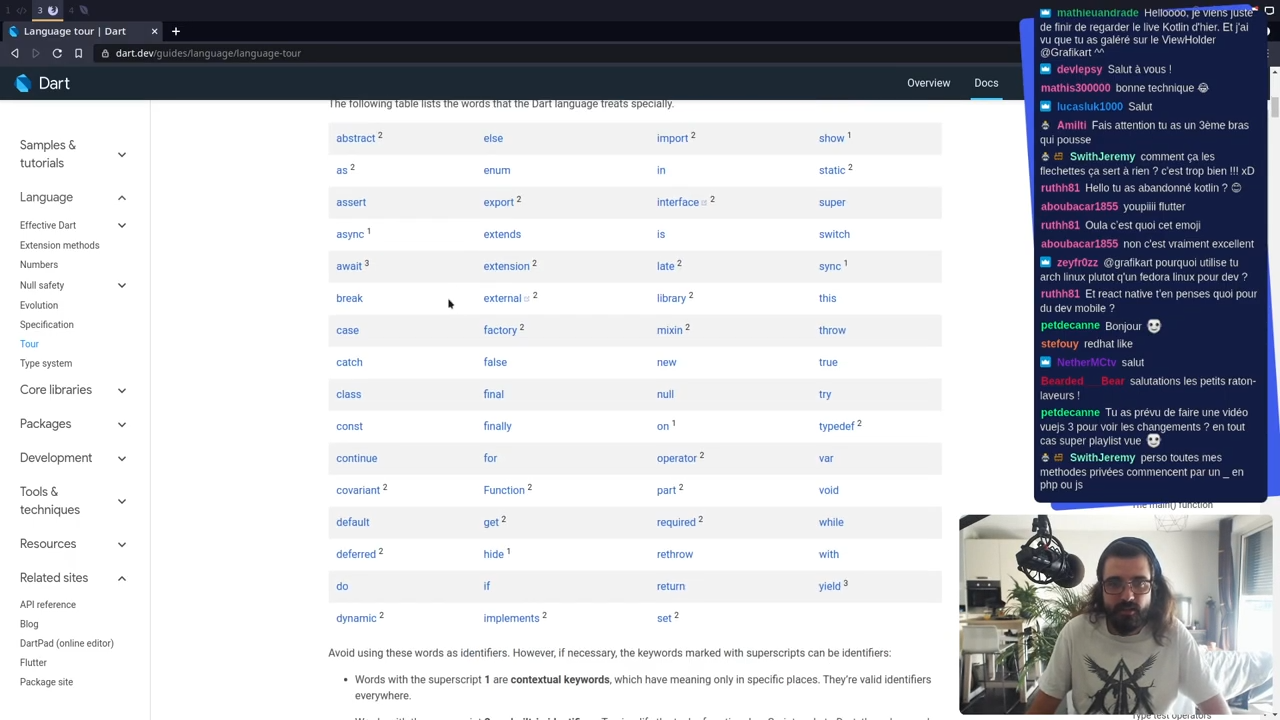 1
3
4
Language tour | Dart
dart.dev/guides/language/language-tour
Dart
Overview
Docs
Samples &
tutorials
Language
Effective Dart
Extension methods
Numbers
Null safety
Evolution
Specification
Tour
Type system
Core libraries
Packages
Development
Tools &
techniques
Resources
Related sites
API reference
Blog
DartPad (online editor)
Flutter
Package site
The following table lists the words that the Dart language treats specially.
abstract 2 else import 2 show 1
as 2 enum in static 2
assert export 2 interface 2 super
async 1 extends is switch
await 3 extension 2 late 2 sync 1
break external 2 library 2 this
case factory 2 mixin 2 throw
catch false new true
class final null try
const finally on 1 typedef 2
continue for operator 2 var
covariant 2 Function 2 part 2 void
default get 2 required 2 while
deferred 2 hide 1 rethrow with
do if return yield 3
dynamic 2 implements 2 set 2
Avoid using these words as identifiers. However, if necessary, the keywords marked with superscripts can be identifiers:
• Words with the superscript 1 are contextual keywords, which have meaning only in specific places. They're valid identifiers
everywhere.
mathieuandrade Helloooo, je viens juste
de finir de regarder le live Kotlin d'hier. Et j'ai
vu que tu as galéré sur le ViewHolder
@Grafikart ^^
devlepsy Salut à vous !
mathis300000 bonne technique 😂
lucasluk1000 Salut
Amilti Fais attention tu as un 3ème bras
qui pousse
SwithJeremy comment ça les
flechettes ça sert à rien ? c'est trop bien !!! xD
ruthh81 Hello tu as abandonné kotlin ? 😊
aboubacar1855 youpiiii flutter
ruthh81 Oula c'est quoi cet emoji
aboubacar1855 non c'est vraiment excellent
zeyfr0zz @grafikart pourquoi utilise tu
arch linux plutot q'un fedora linux pour dev ?
ruthh81 Et react native t'en penses quoi pour
du dev mobile ?
petdecanne Bonjour
stefouy redhat like
NetherMCtv salut
Bearded__Bear salutations les petits raton-
laveurs !
petdecanne Tu as prévu de faire une vidéo
vuejs 3 pour voir les changements ? en tout
cas super playlist vue
SwithJeremy perso toutes mes
methodes privées commencent par un _ en
php ou js
The main() function
Type test operators